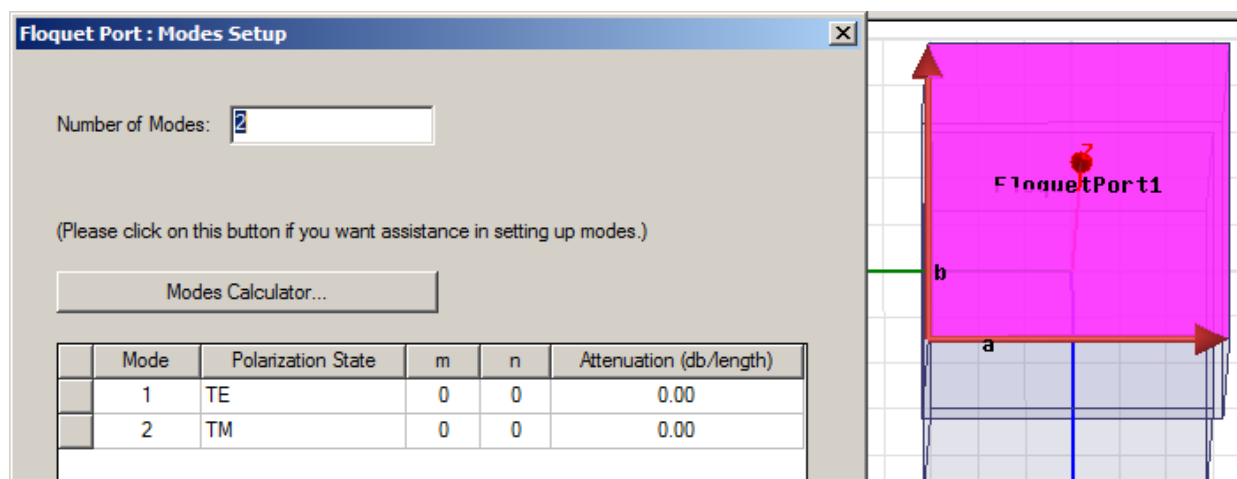 Floquet Port : Modes Setup
Number of Modes: 2
(Please click on this button if you want assistance in setting up modes.)
Modes Calculator...
Mode Polarization State m n Attenuation (db/length)
1 TE 0 0 0.00
2 TM 0 0 0.00
Z
FloquetPort1
b
a